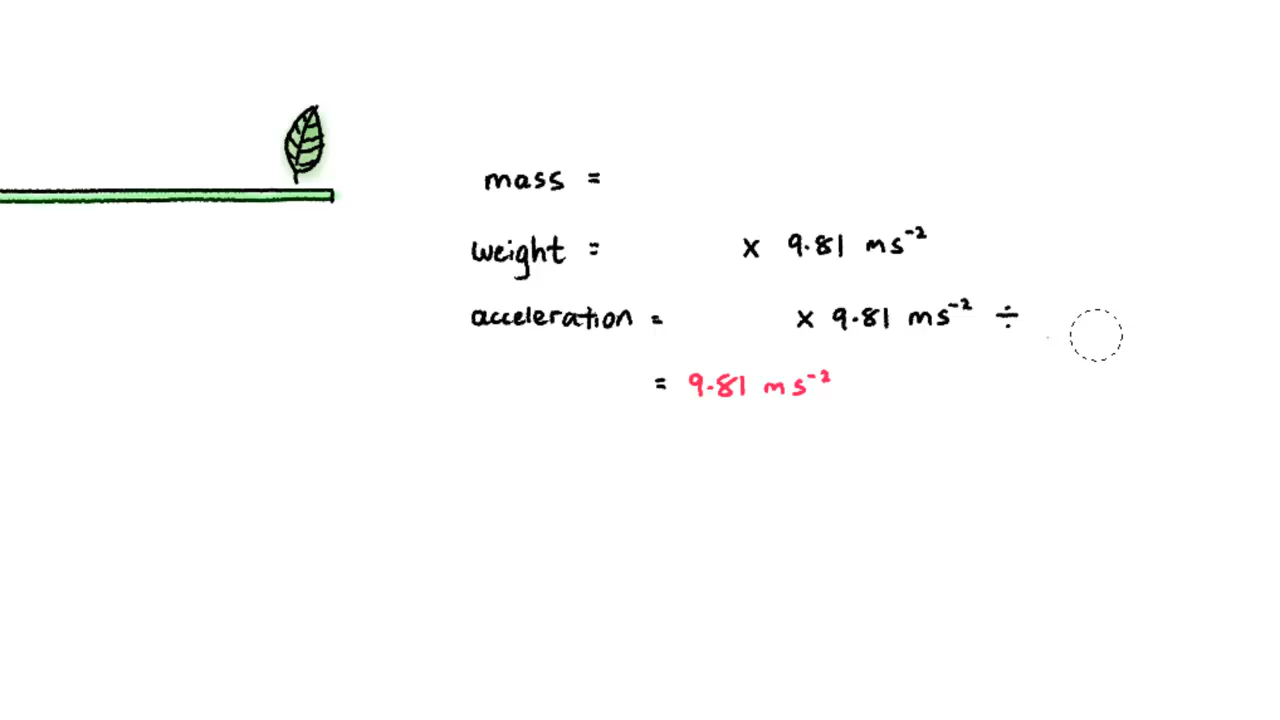 mass =
weight = × 9.81 ms⁻²
acceleration = × 9.81 ms⁻² ÷
= 9.81 ms⁻²